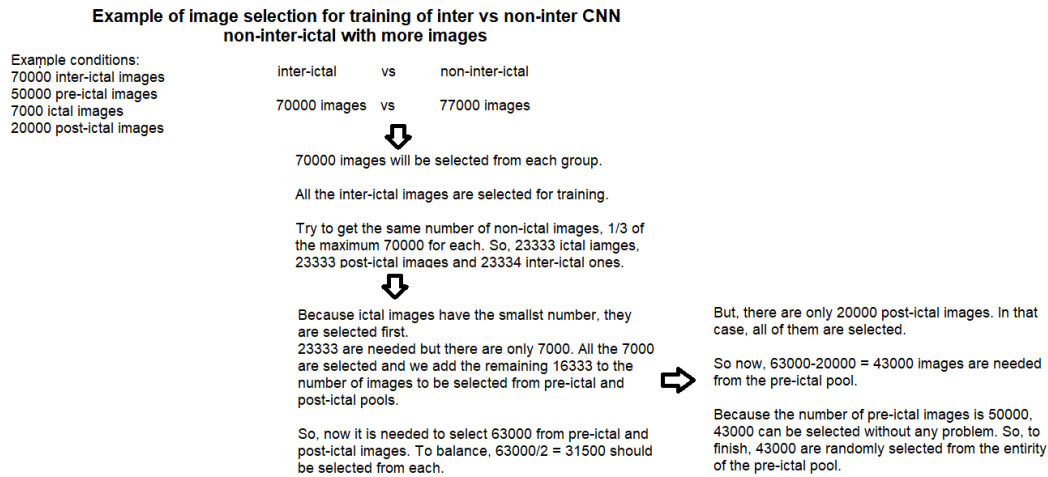 Example of image selection for training of inter vs non-inter CNN
non-inter-ictal with more images
Example conditions:
70000 inter-ictal images
50000 pre-ictal images
7000 ictal images
20000 post-ictal images
inter-ictal vs non-inter-ictal
70000 images vs 77000 images
70000 images will be selected from each group.
All the inter-ictal images are selected for training.
Try to get the same number of non-ictal images, 1/3 of
the maximum 70000 for each. So, 23333 ictal iamges,
23333 post-ictal images and 23334 inter-ictal ones.
Because ictal images have the smallst number, they
are selected first.
23333 are needed but there are only 7000. All the 7000
are selected and we add the remaining 16333 to the
number of images to be selected from pre-ictal and
post-ictal pools.
So, now it is needed to select 63000 from pre-ictal and
post-ictal images. To balance, 63000/2 = 31500 should
be selected from each.
But, there are only 20000 post-ictal images. In that
case, all of them are selected.
So now, 63000-20000 = 43000 images are needed
from the pre-ictal pool.
Because the number of pre-ictal images is 50000,
43000 can be selected without any problem. So, to
finish, 43000 are randomly selected from the entirity
of the pre-ictal pool.